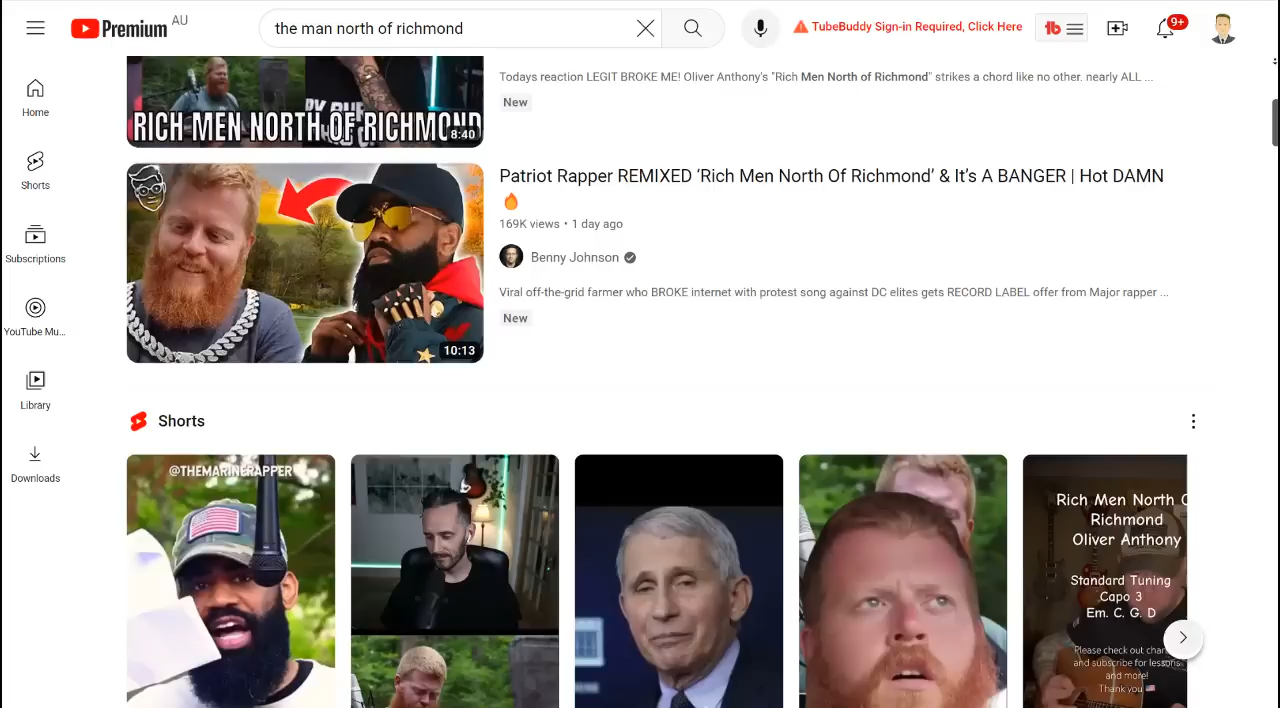 Premium AU
the man north of richmond
TubeBuddy Sign-in Required, Click Here
tb
9+
Home
Shorts
Subscriptions
YouTube Mu...
Library
Downloads
RICH MEN NORTH OF RICHMOND
8:40
Todays reaction LEGIT BROKE ME! Oliver Anthony's "Rich Men North of Richmond" strikes a chord like no other. nearly ALL ...
New
10:13
Patriot Rapper REMIXED ‘Rich Men North Of Richmond’ & It’s A BANGER | Hot DAMN
169K views • 1 day ago
Benny Johnson
Viral off-the-grid farmer who BROKE internet with protest song against DC elites gets RECORD LABEL offer from Major rapper ...
New
Shorts
@THEMARINERAPPER
Rich Men North O
Richmond
Oliver Anthony
Standard Tuning
Capo 3
Em. C. G. D
Please check out chan
and subscribe for lessons
and more!
Thank you